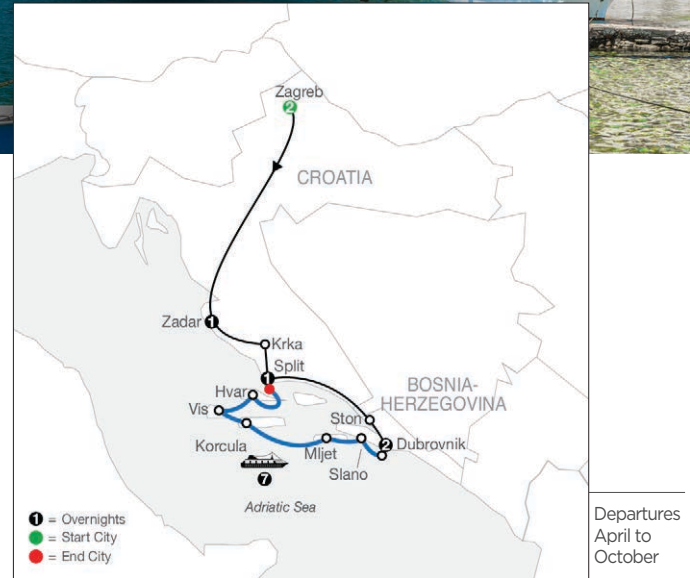 Zagreb
2
CROATIA
Zadar
1
Krka
Split
1
Hvar
BOSNIA-
HERZEGOVINA
Vis
Ston
Korcula
2
Dubrovnik
Mljet
Slano
7
Adriatic Sea
1 = Overnights
= Start City
= End City
Departures
April to
October